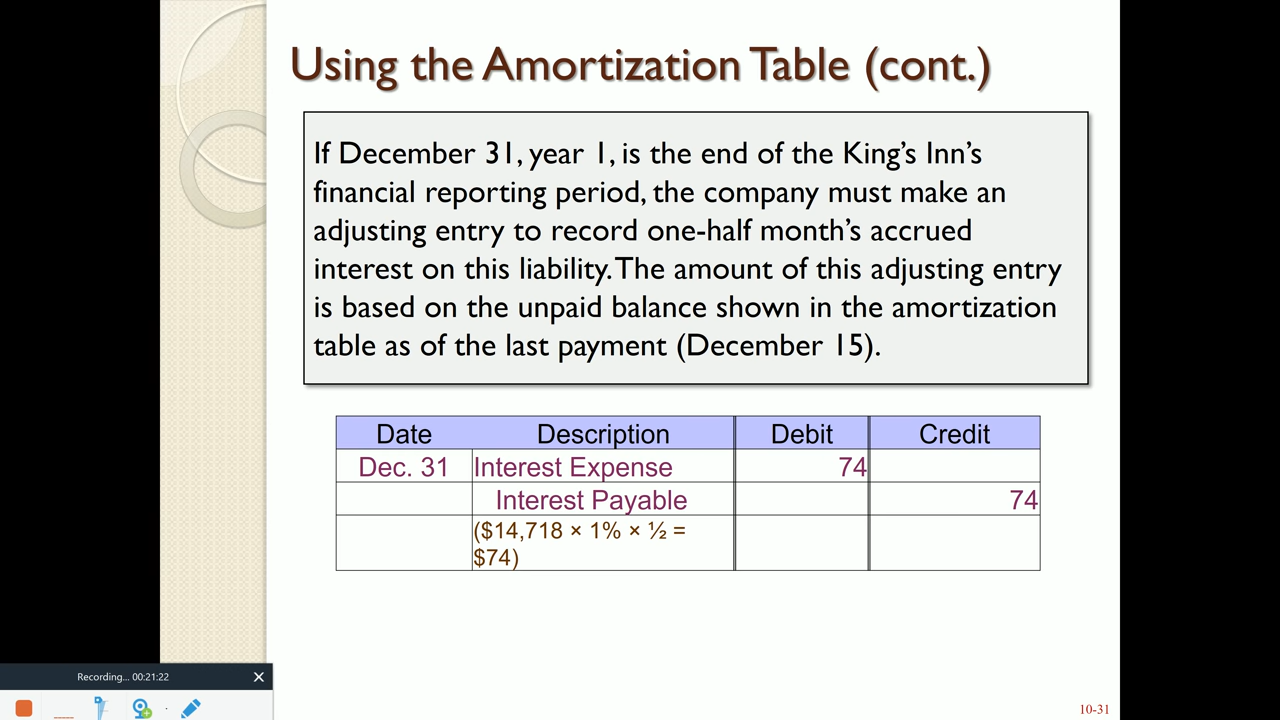 Using the Amortization Table (cont.)
If December 31, year 1, is the end of the King's Inn's
financial reporting period, the company must make an
adjusting entry to record one-half month's accrued
interest on this liability. The amount of this adjusting entry
is based on the unpaid balance shown in the amortization
table as of the last payment (December 15).
Date Description Debit Credit
Dec. 31 Interest Expense 74
Interest Payable 74
($14,718 × 1% × ½ =
$74)
Recording... 00:21:22
10-31